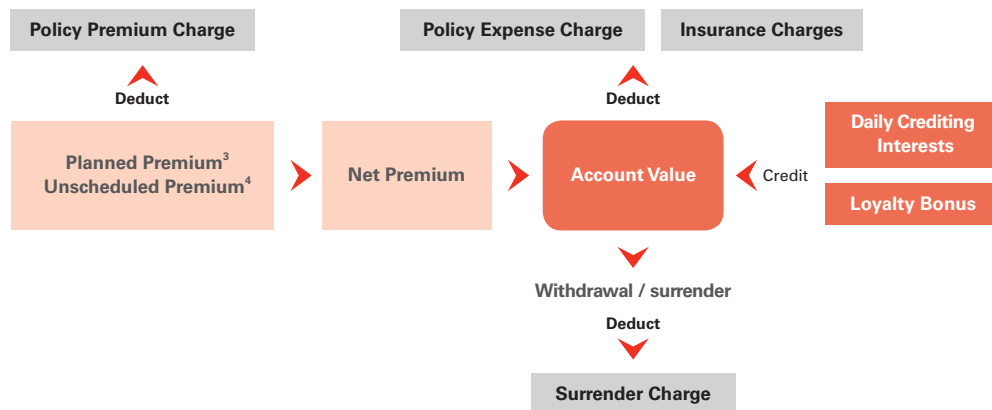 Policy Premium Charge
Policy Expense Charge
Insurance Charges
Deduct
Deduct
Planned Premium³
Unscheduled Premium⁴
Net Premium
Account Value
Credit
Daily Crediting
Interests
Loyalty Bonus
Withdrawal / surrender
Deduct
Surrender Charge